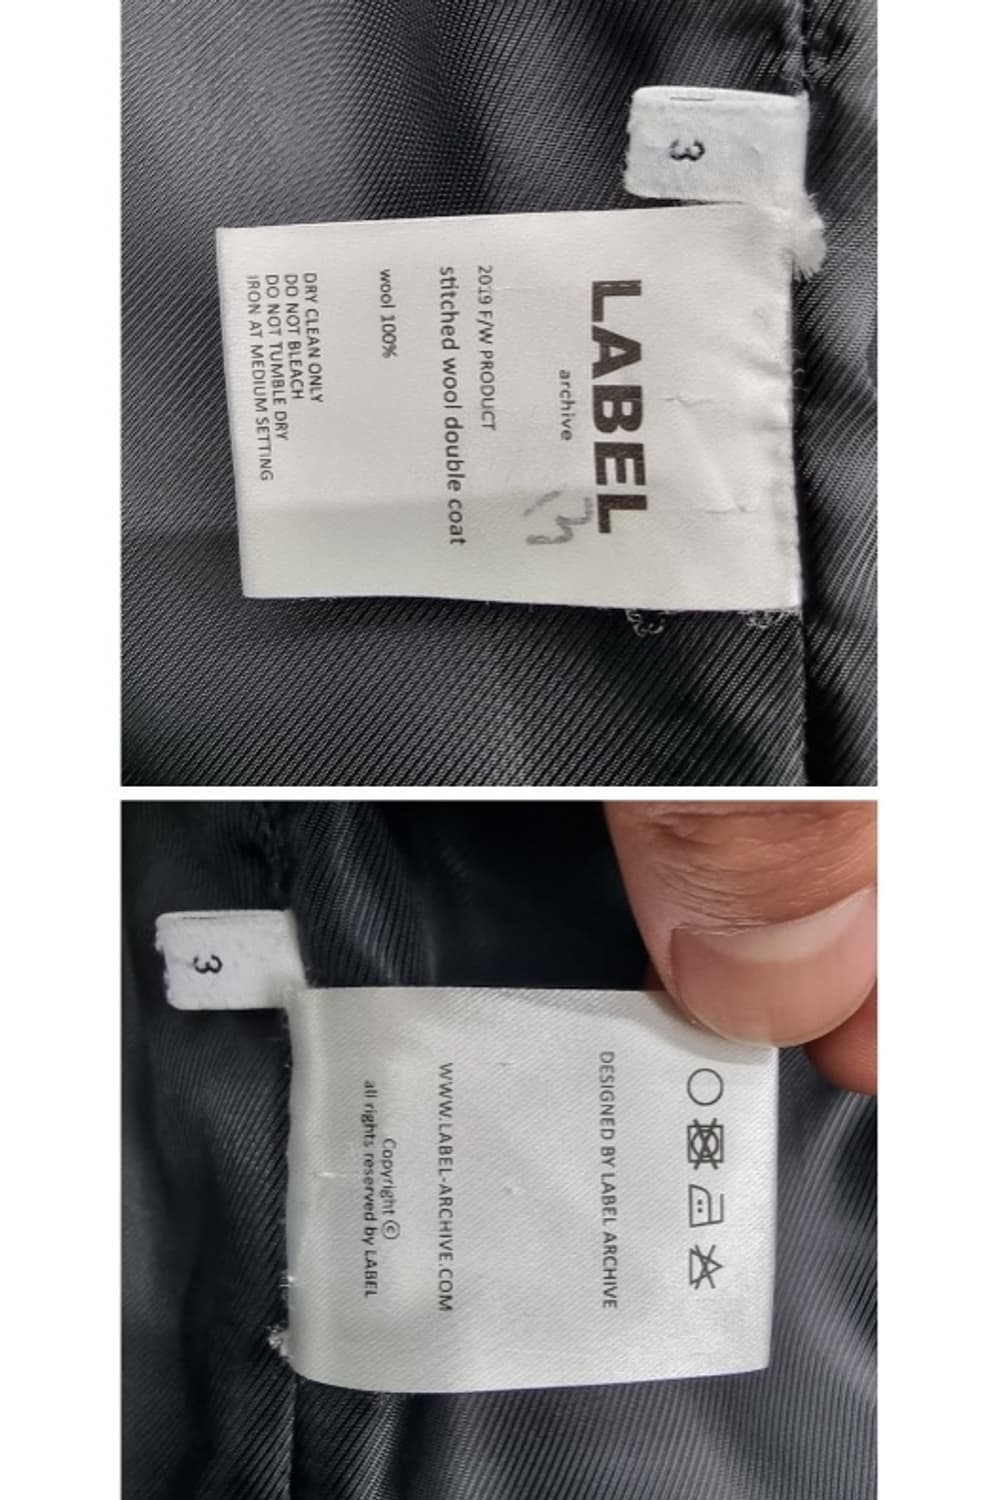 3
LABEL
archive
2019 F/W PRODUCT
stitched wool double coat
wool 100%
DRY CLEAN ONLY
DO NOT BLEACH
DO NOT TUMBLE DRY
IRON AT MEDIUM SETTING
3
DESIGNED BY LABEL ARCHIVE
WWW.LABEL-ARCHIVE.COM
Copyright ©
all rights reserved by LABEL